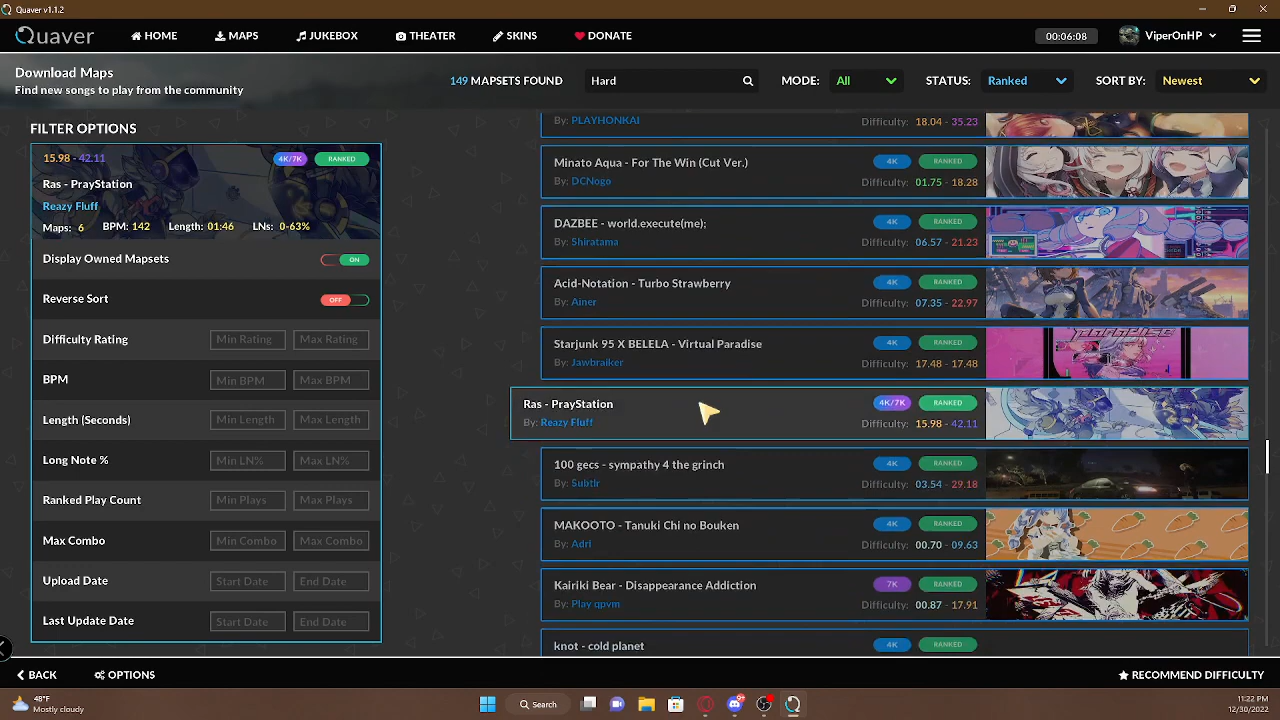 Quaver v1.1.2
Quaver HOME MAPS JUKEBOX THEATER SKINS DONATE 00:06:08 ViperOnHP
Download Maps
Find new songs to play from the community
149 MAPSETS FOUND Hard MODE: All STATUS: Ranked SORT BY: Newest
FILTER OPTIONS
15.98 - 42.11 4K/7K RANKED
Ras - PrayStation
Reazy Fluff
Maps: 6 BPM: 142 Length: 01:46 LNs: 0-63%
Display Owned Mapsets ON
Reverse Sort OFF
Difficulty Rating Min Rating Max Rating
BPM Min BPM Max BPM
Length (Seconds) Min Length Max Length
Long Note % Min LN% Max LN%
Ranked Play Count Min Plays Max Plays
Max Combo Min Combo Max Combo
Upload Date Start Date End Date
Last Update Date Start Date End Date
By: PLAYHONKAI Difficulty: 18.04 - 35.23
Minato Aqua - For The Win (Cut Ver.) 4K RANKED
By: DCNogo Difficulty: 01.75 - 18.28
DAZBEE - world.execute(me); 4K RANKED
By: Shiratama Difficulty: 06.57 - 21.23
Acid-Notation - Turbo Strawberry 4K RANKED
By: Ainer Difficulty: 07.35 - 22.97
Starjunk 95 X BELELA - Virtual Paradise 4K RANKED
By: Jawbraiker Difficulty: 17.48 - 17.48
Ras - PrayStation 4K/7K RANKED
By: Reazy Fluff Difficulty: 15.98 - 42.11
100 gecs - sympathy 4 the grinch 4K RANKED
By: Subtlr Difficulty: 03.54 - 29.18
MAKOOTO - Tanuki Chi no Bouken 4K RANKED
By: Adri Difficulty: 00.70 - 09.63
Kairiki Bear - Disappearance Addiction 7K RANKED
By: Play qpvm Difficulty: 00.87 - 17.91
knot - cold planet 4K RANKED
BACK OPTIONS RECOMMEND DIFFICULTY
48°F
Mostly cloudy
Search
11:22 PM
12/30/2022